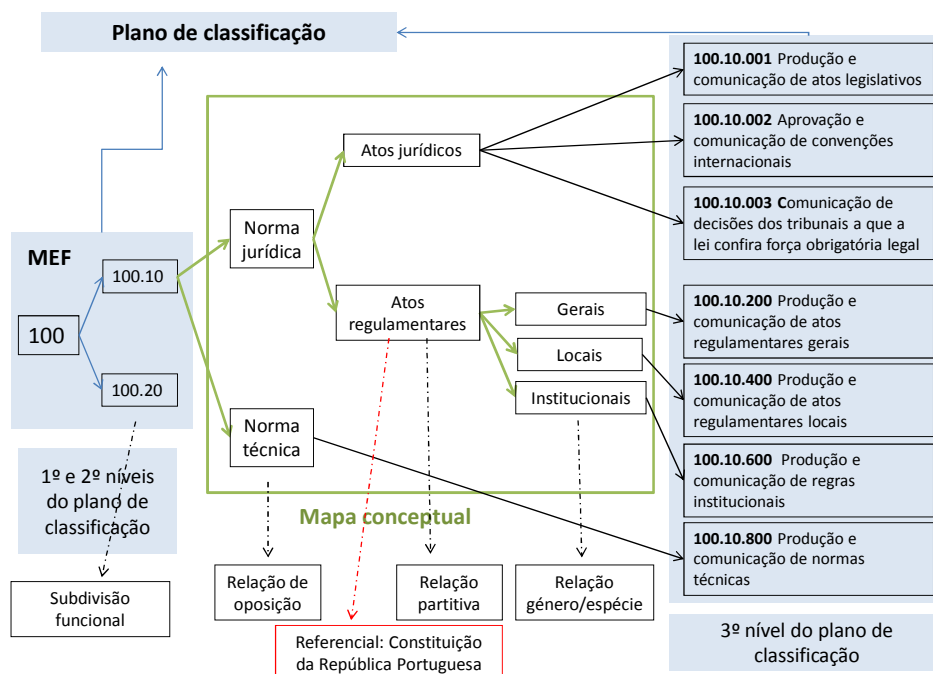 Plano de classificação
MEF
100
100.10
100.20
1º e 2º níveis
do plano de
classificação
Subdivisão
funcional
Norma
jurídica
Norma
técnica
Atos jurídicos
Atos
regulamentares
Gerais
Locais
Institucionais
Mapa conceptual
Relação de
oposição
Relação
partitiva
Relação
género/espécie
Referencial: Constituição
da República Portuguesa
100.10.001 Produção e
comunicação de atos legislativos
100.10.002 Aprovação e
comunicação de convenções
internacionais
100.10.003 Comunicação de
decisões dos tribunais a que a
lei confira força obrigatória legal
100.10.200 Produção e
comunicação de atos
regulamentares gerais
100.10.400 Produção e
comunicação de atos
regulamentares locais
100.10.600 Produção e
comunicação de regras
institucionais
100.10.800 Produção e
comunicação de normas
técnicas
3º nível do plano de
classificação